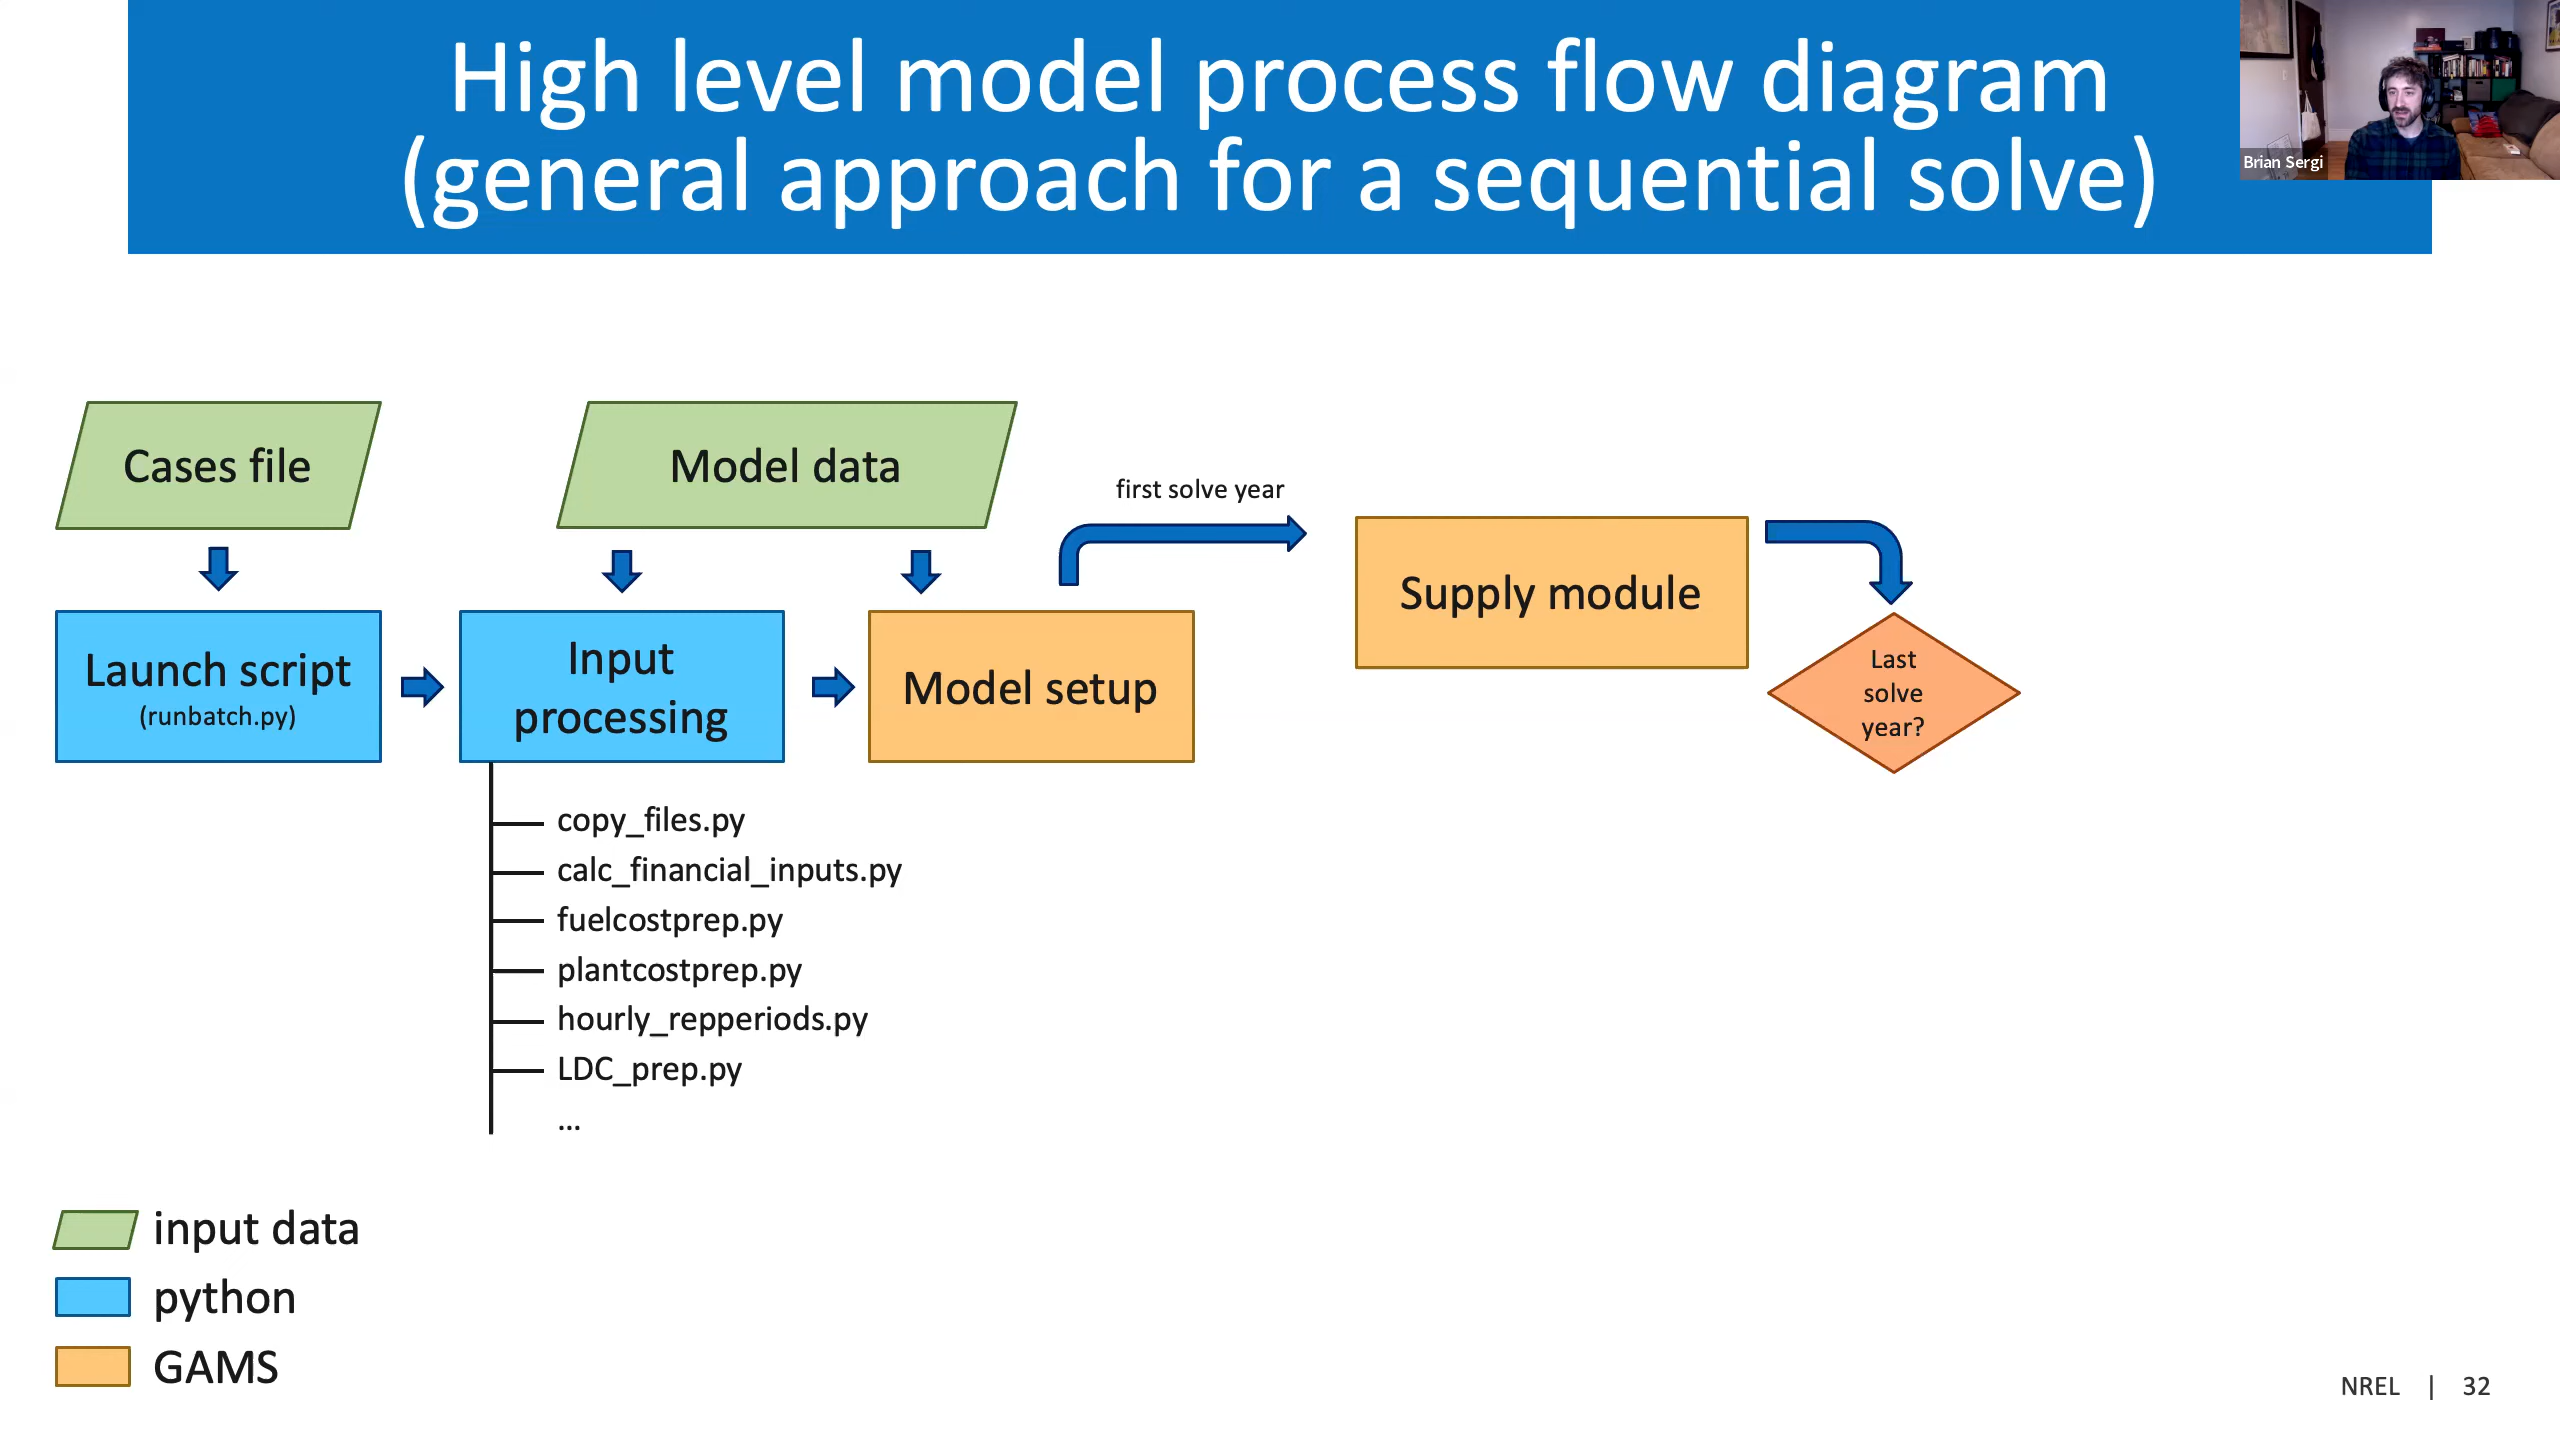 High level model process flow diagram
(general approach for a sequential solve)
Brian Sergi
Cases file
Model data
first solve year
Supply module
Launch script
(runbatch.py)
Input
processing
Model setup
Last
solve
year?
copy_files.py
calc_financial_inputs.py
fuelcostprep.py
plantcostprep.py
hourly_repperiods.py
LDC_prep.py
...
input data
python
GAMS
NREL | 32